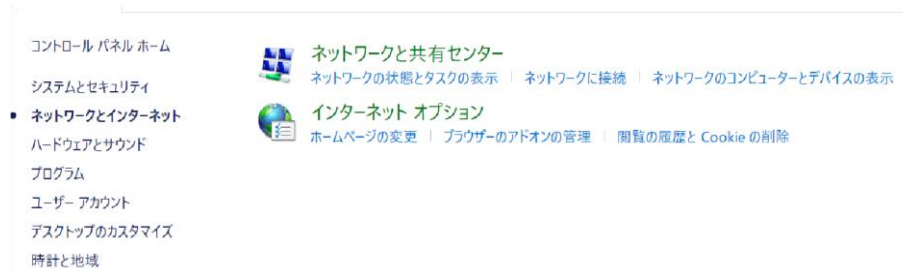 コントロール パネル ホーム
システムとセキュリティ
ネットワークとインターネット
ハードウェアとサウンド
プログラム
ユーザー アカウント
デスクトップのカスタマイズ
時計と地域
ネットワークと共有センター
ネットワークの状態とタスクの表示 | ネットワークに接続 | ネットワークのコンピューターとデバイスの表示
インターネット オプション
ホームページの変更 | ブラウザーのアドオンの管理 | 閲覧の履歴と Cookie の削除